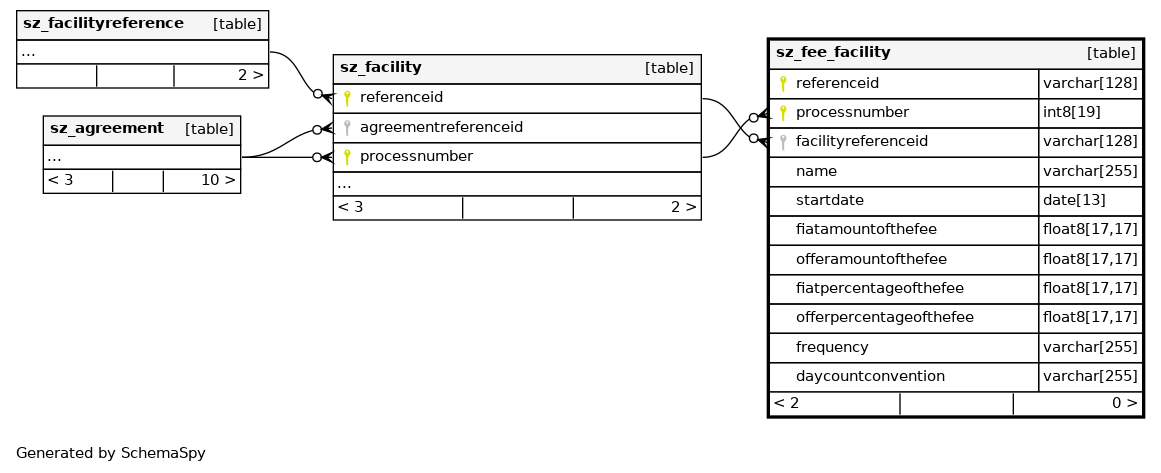 sz_facilityreference [table]
...
2 >
sz_agreement [table]
...
< 3 10 >
sz_facility [table]
referenceid
agreementreferenceid
processnumber
...
< 3 2 >
sz_fee_facility [table]
referenceid varchar[128]
processnumber int8[19]
facilityreferenceid varchar[128]
name varchar[255]
startdate date[13]
fiatamountofthefee float8[17,17]
offeramountofthefee float8[17,17]
fiatpercentageofthefee float8[17,17]
offerpercentageofthefee float8[17,17]
frequency varchar[255]
daycountconvention varchar[255]
< 2 0 >
Generated by SchemaSpy